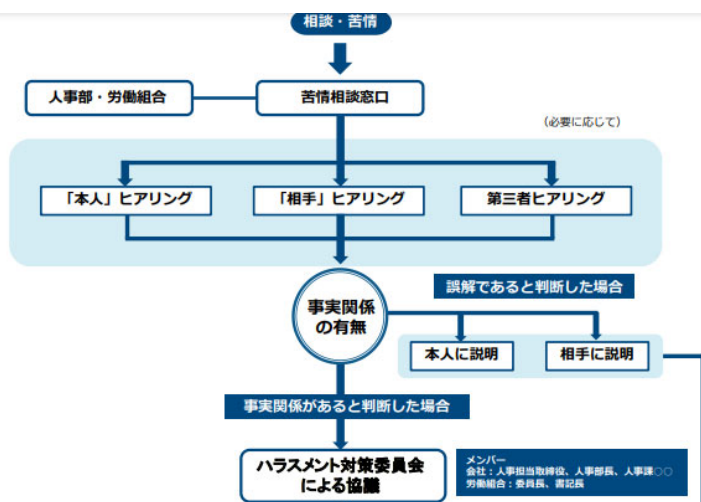 相談・苦情
人事部・労働組合
苦情相談窓口
（必要に応じて）
「本人」ヒアリング
「相手」ヒアリング
第三者ヒアリング
事実関係
の有無
誤解であると判断した場合
本人に説明
相手に説明
事実関係があると判断した場合
ハラスメント対策委員会
による協議
メンバー
会社：人事担当取締役、人事部長、人事課○○
労働組合：委員長、書記長